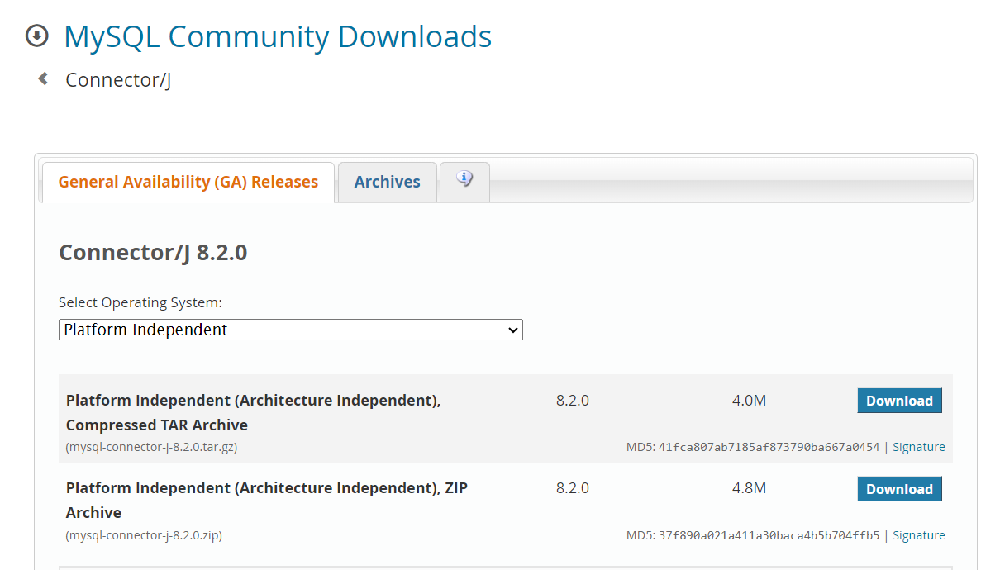 MySQL Community Downloads
Connector/J
General Availability (GA) Releases Archives
Connector/J 8.2.0
Select Operating System:
Platform Independent
Platform Independent (Architecture Independent), 8.2.0 4.0M Download
Compressed TAR Archive
(mysql-connector-j-8.2.0.tar.gz) MD5: 41fca807ab7185af873790ba667a0454 | Signature
Platform Independent (Architecture Independent), ZIP 8.2.0 4.8M Download
Archive
(mysql-connector-j-8.2.0.zip) MD5: 37f890a021a411a30baca4b5b704ffb5 | Signature